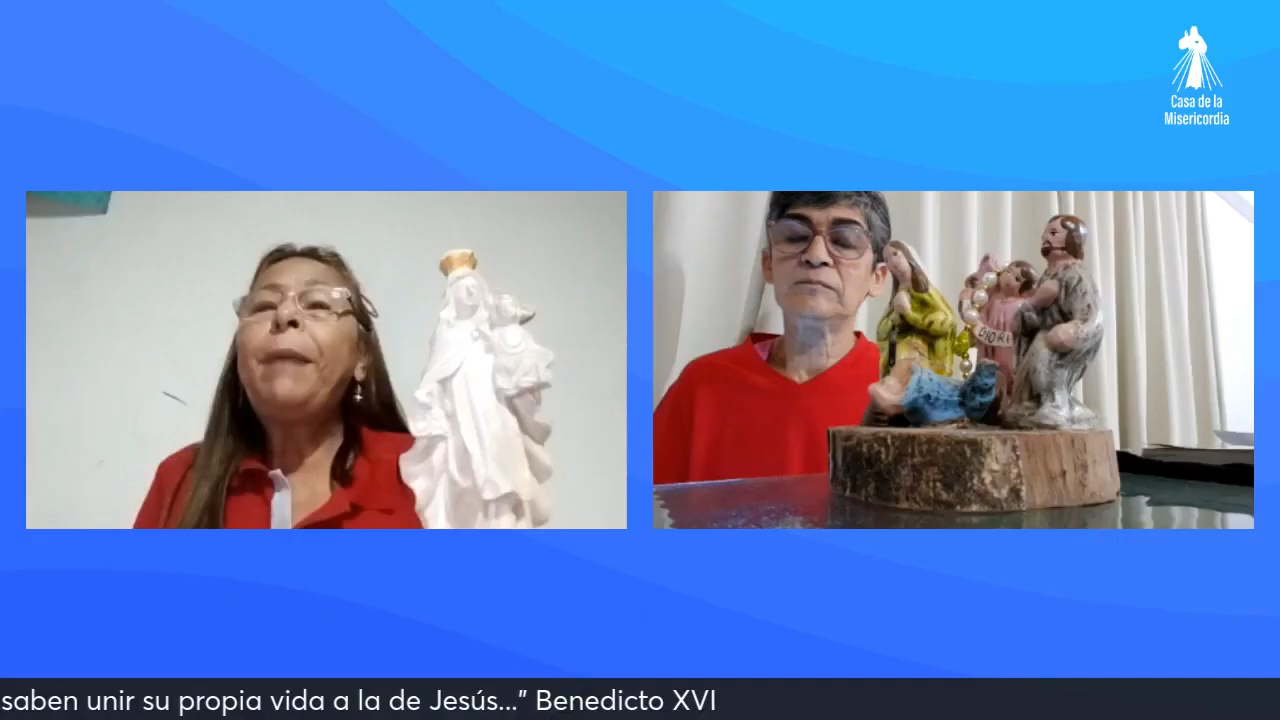 Casa de la
Misericordia
saben unir su propia vida a la de Jesús..." Benedicto XVI